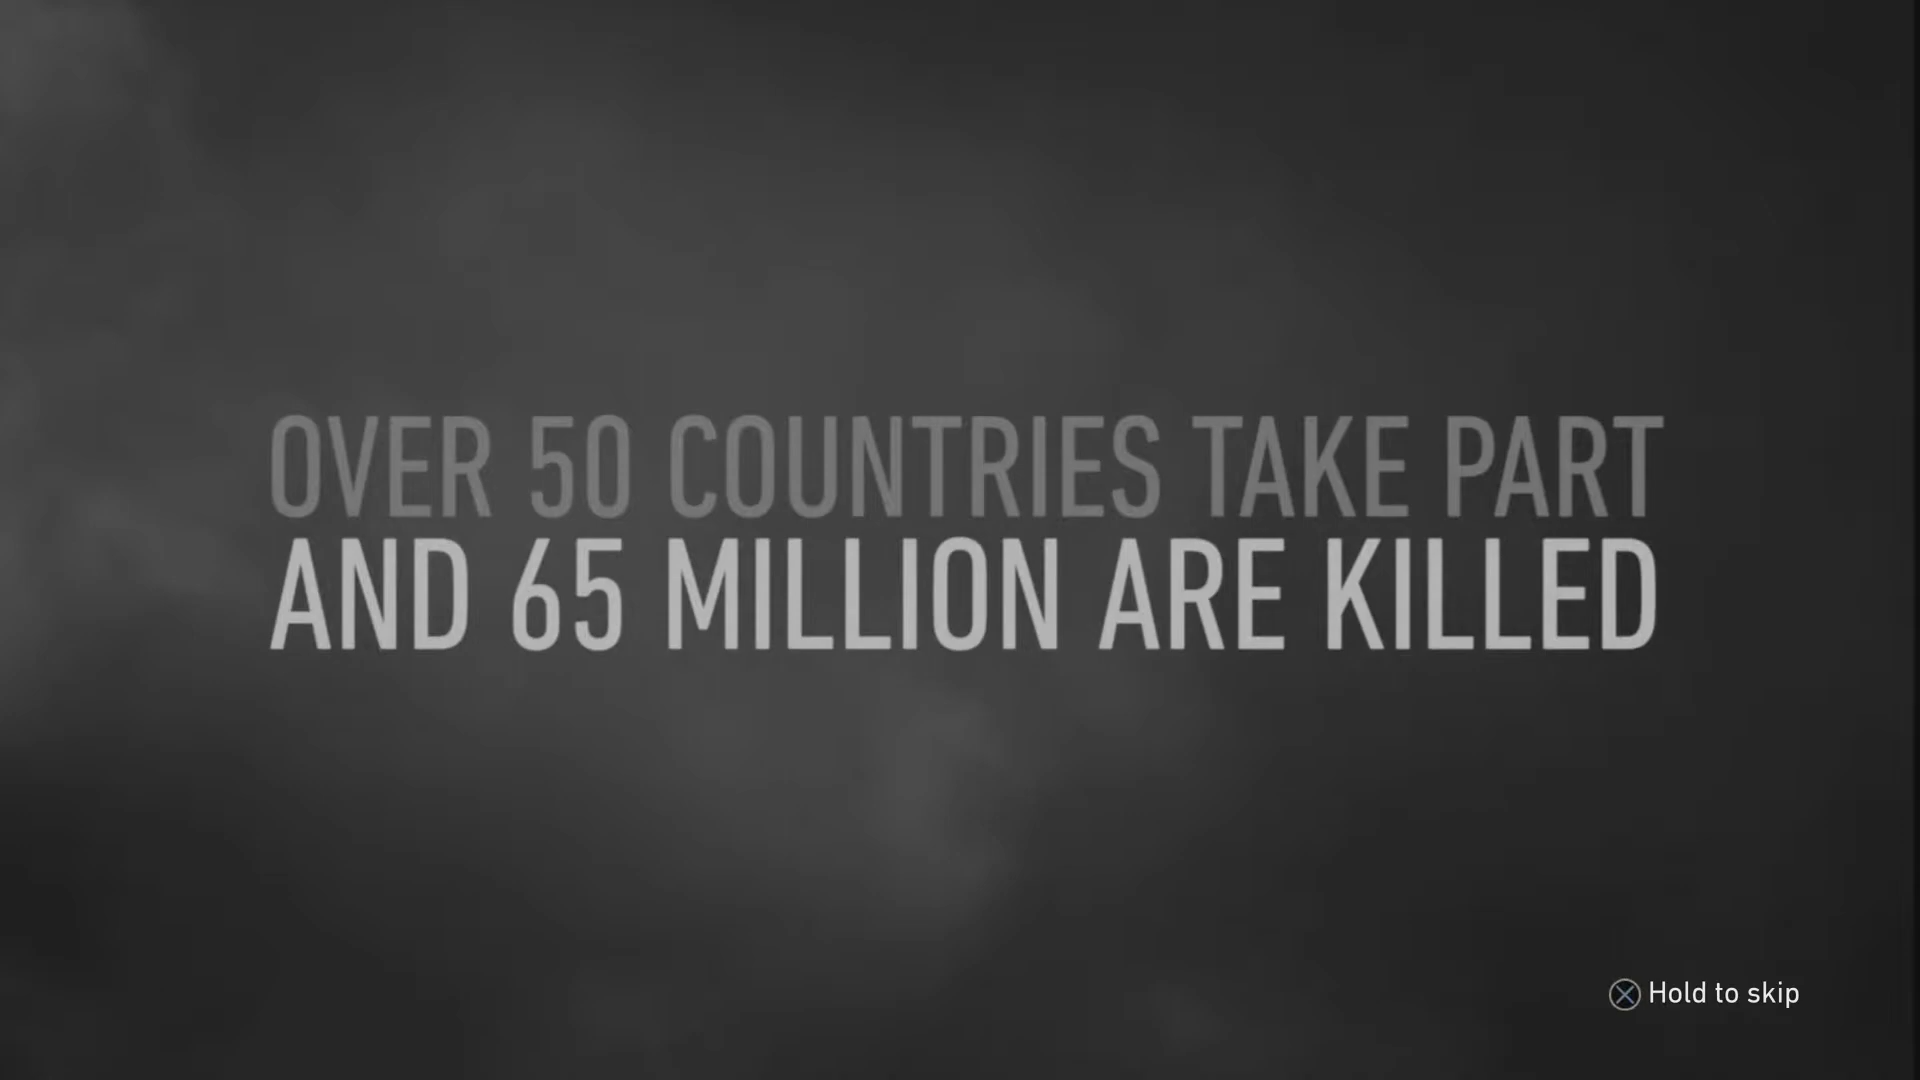 OVER 50 COUNTRIES TAKE PART
AND 65 MILLION ARE KILLED
Hold to skip